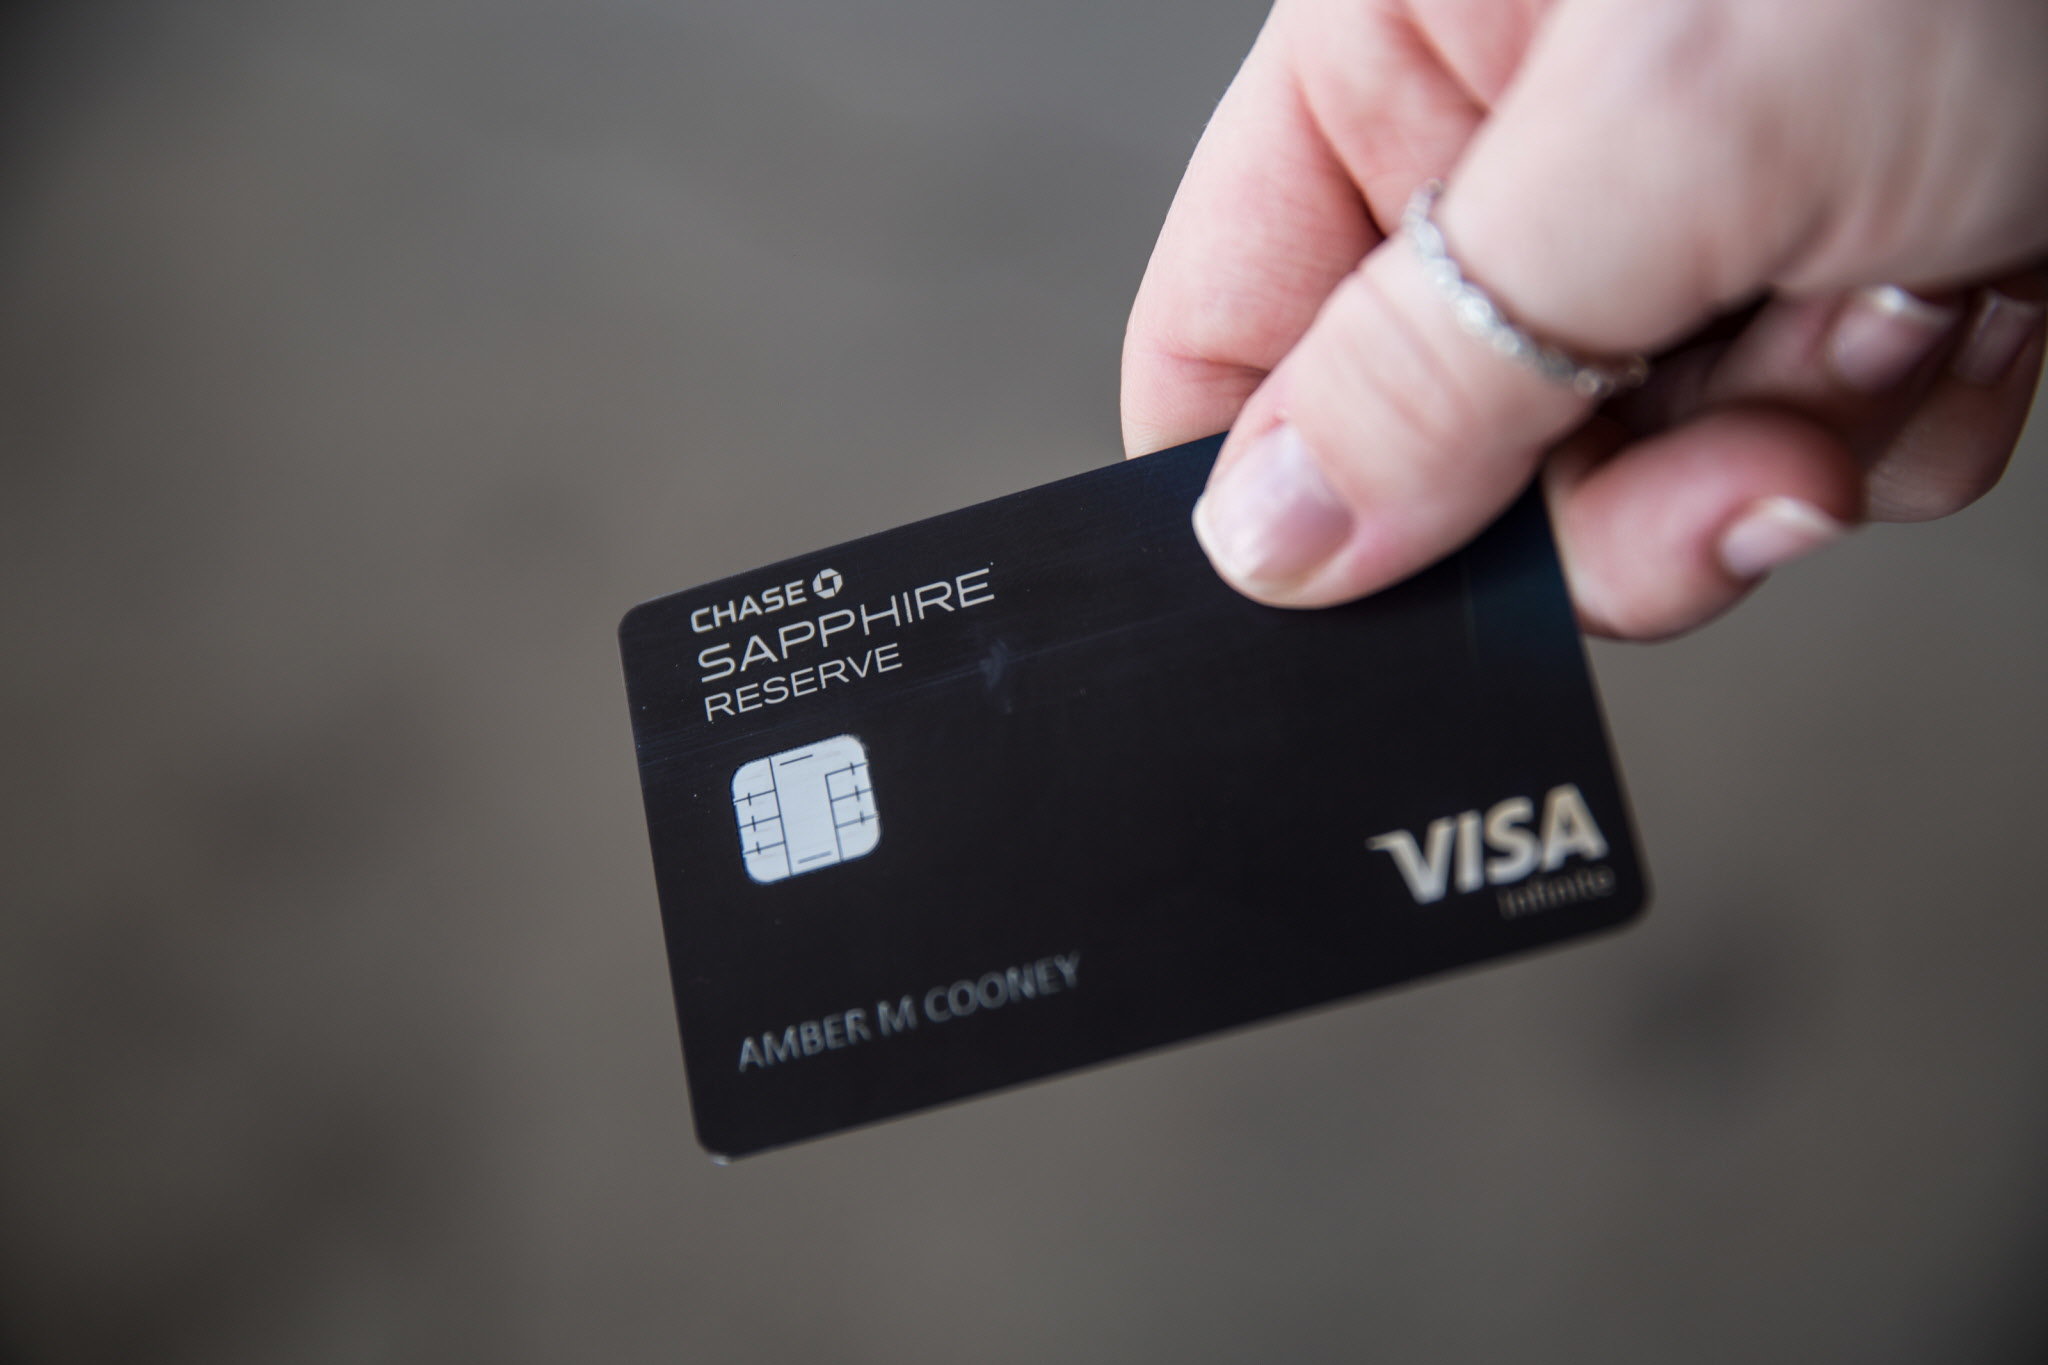 CHASE
SAPPHIRE
RESERVE
VISA
Infinite
AMBER M COONEY